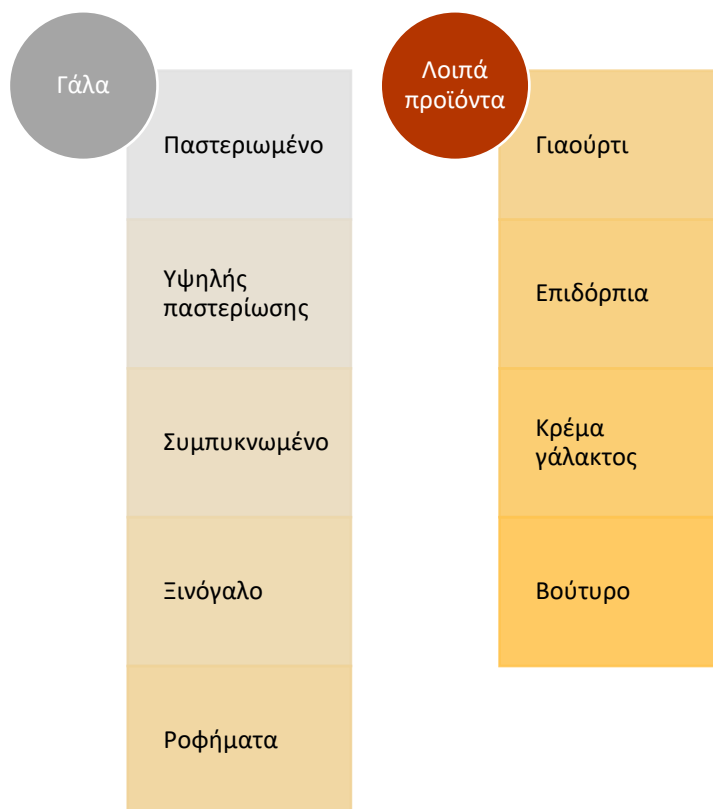 Γάλα
Παστεριωμένο
Υψηλής
παστερίωσης
Συμπυκνωμένο
Ξινόγαλο
Ροφήματα
Λοιπά
προϊόντα
Γιαούρτι
Επιδόρπια
Κρέμα
γάλακτος
Βούτυρο